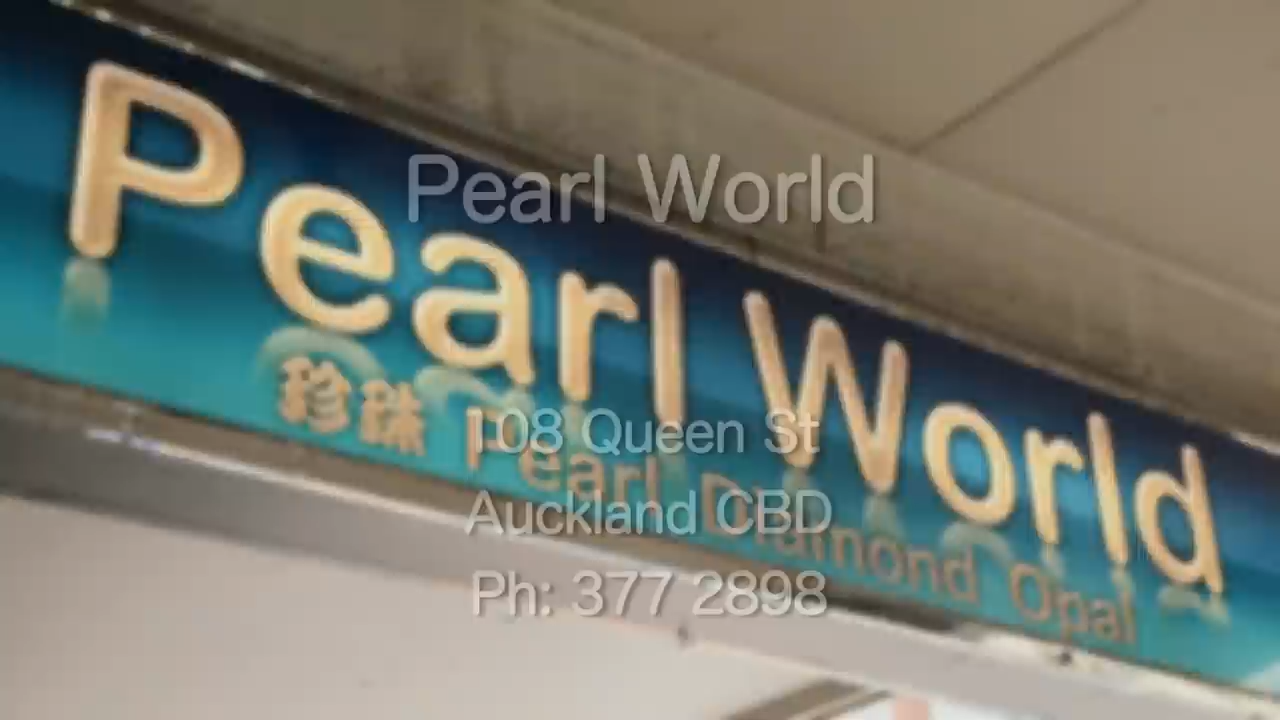 Pearl World
Pearl World
珍珠 Pearl Diamond Opal
108 Queen St
Auckland CBD
Ph: 377 2898